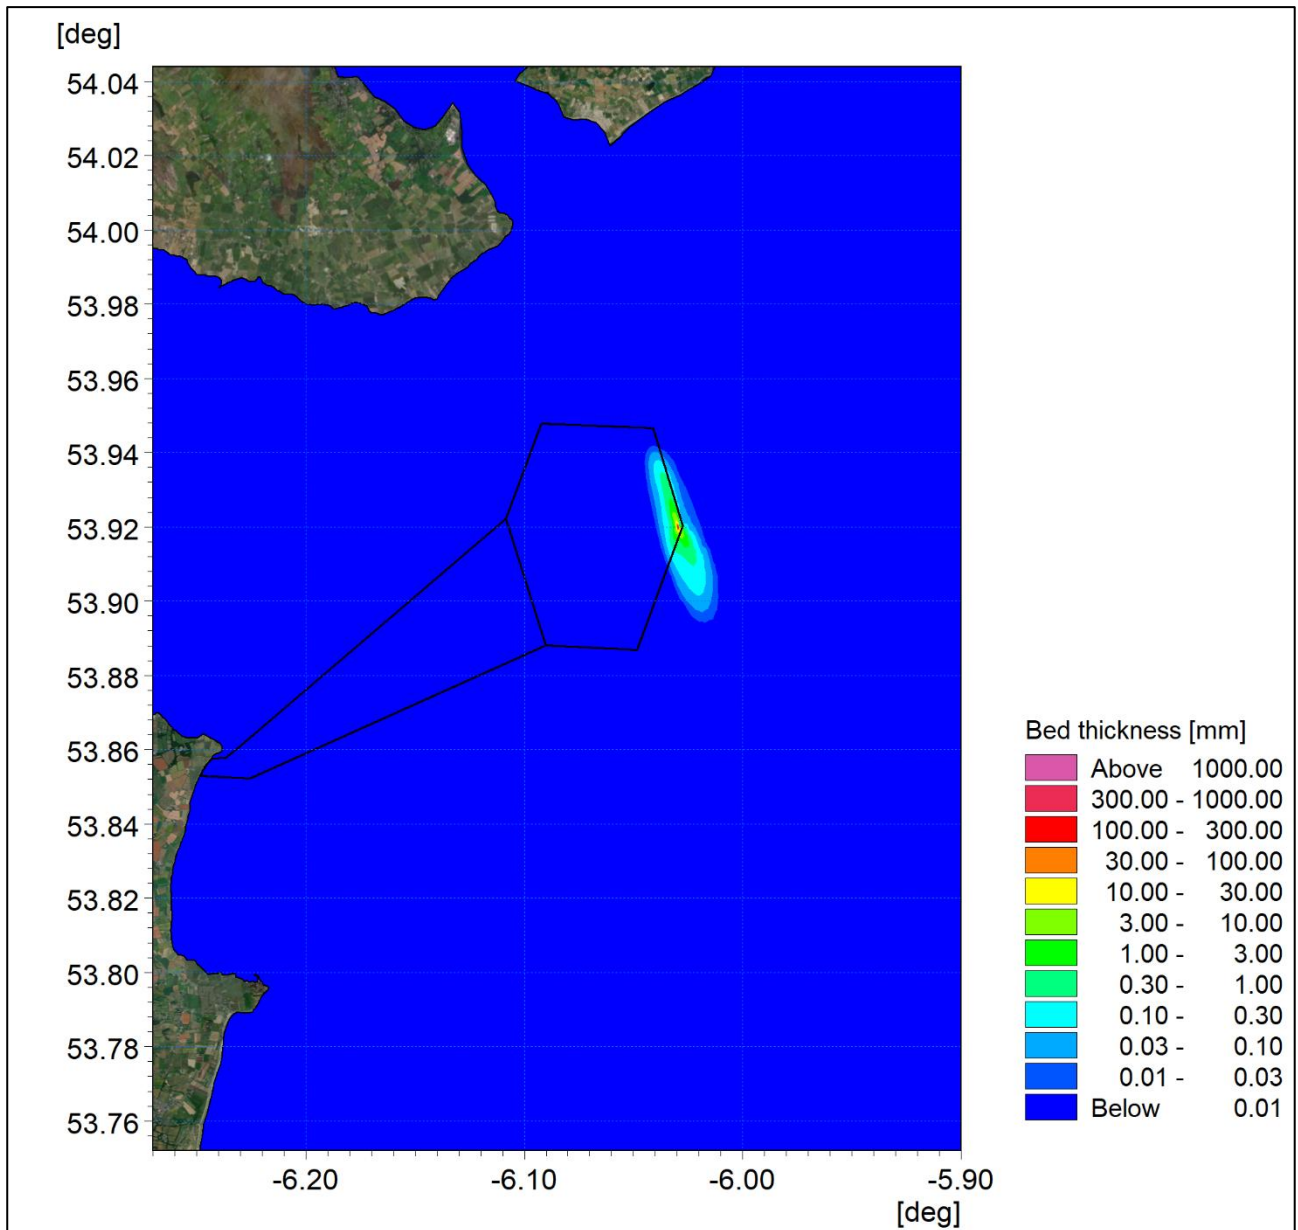 [deg]
54.04
54.02
54.00
53.98
53.96
53.94
53.92
53.90
53.88
53.86
53.84
53.82
53.80
53.78
53.76
-6.20 -6.10 -6.00 -5.90
[deg]
Bed thickness [mm]
Above 1000.00
300.00 - 1000.00
100.00 - 300.00
30.00 - 100.00
10.00 - 30.00
3.00 - 10.00
1.00 - 3.00
0.30 - 1.00
0.10 - 0.30
0.03 - 0.10
0.01 - 0.03
Below 0.01